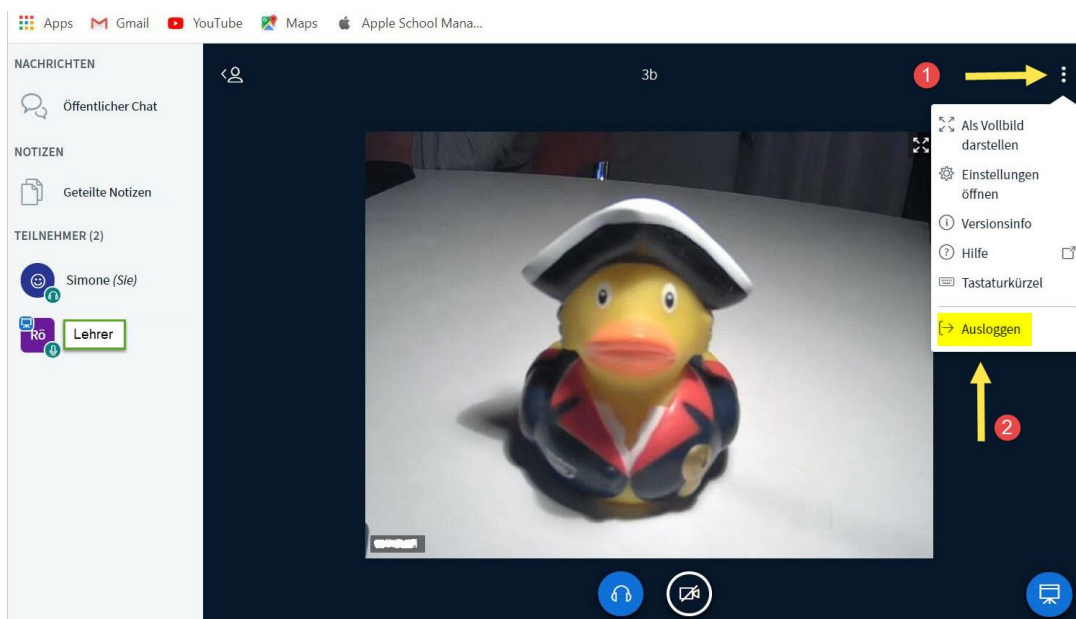 Apps Gmail YouTube Maps Apple School Mana...
NACHRICHTEN
Öffentlicher Chat
NOTIZEN
Geteilte Notizen
TEILNEHMER (2)
Simone (Sie)
Rö Lehrer
3b
1
Als Vollbild
darstellen
Einstellungen
öffnen
Versionsinfo
Hilfe
Tastaturkürzel
Ausloggen
2